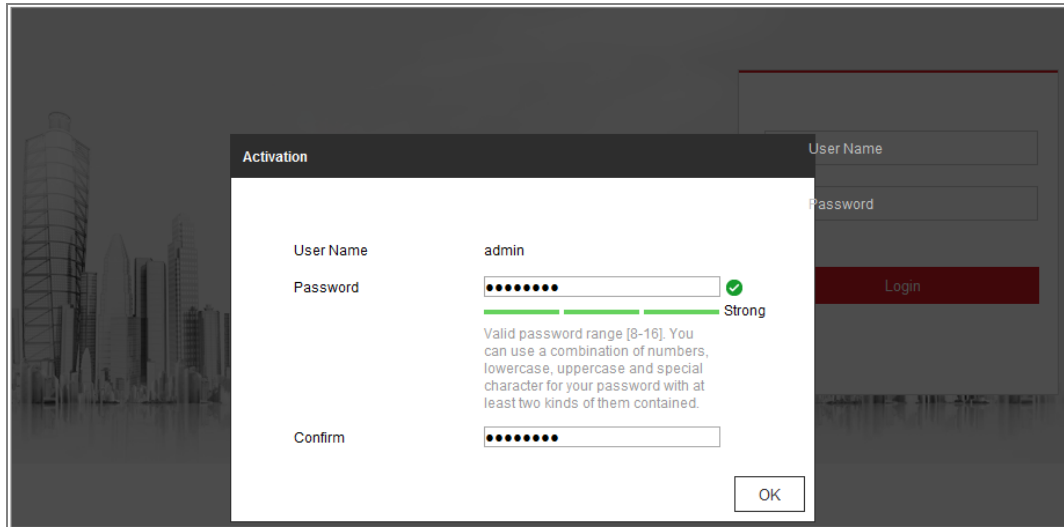 Activation
User Name
Password
Login
User Name admin
Password ●●●●●●●●
Strong
Valid password range [8-16]. You
can use a combination of numbers,
lowercase, uppercase and special
character for your password with at
least two kinds of them contained.
Confirm ●●●●●●●●
OK